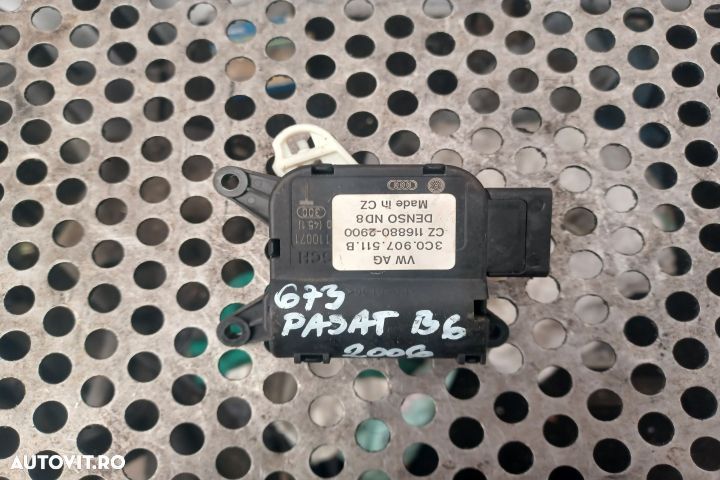 VW AG
3C0.907.511.B
CZ 116880-2900
DENSO ND8
Made in CZ
673
PASAT B6
2006
AUTOVIT.RO